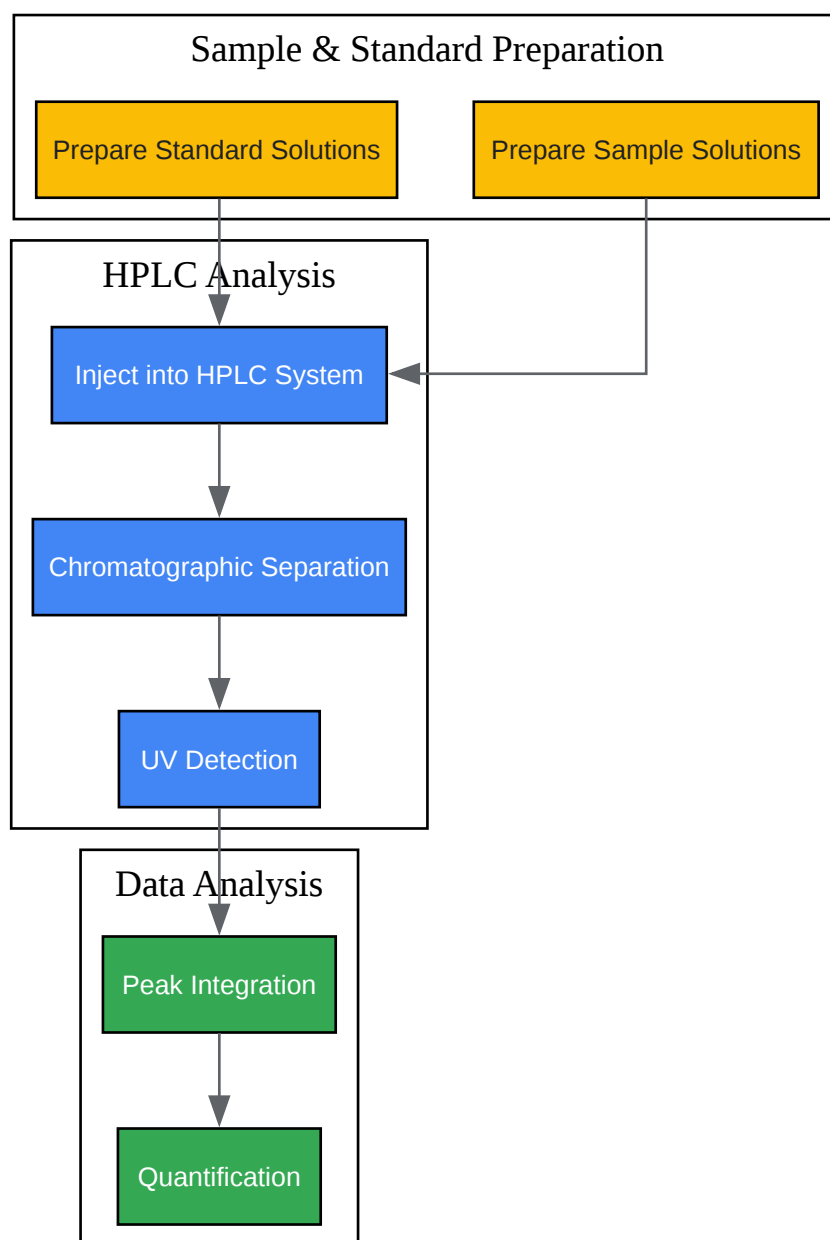 Sample & Standard Preparation
Prepare Standard Solutions
Prepare Sample Solutions
HPLC Analysis
Inject into HPLC System
Chromatographic Separation
UV Detection
Data Analysis
Peak Integration
Quantification